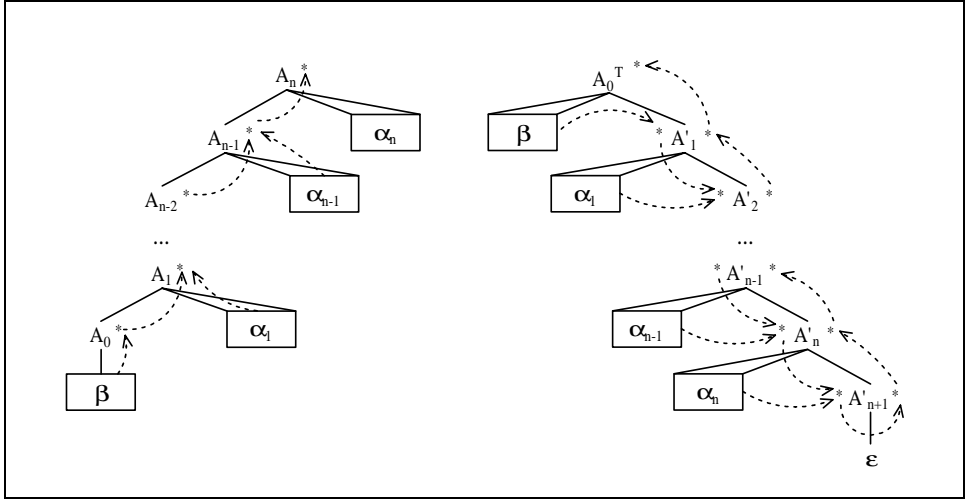 A_n *
A_{n-1} *
α_n
A_{n-2} *
α_{n-1}
...
A_1 *
A_0 *
α_1
β
A_0^T *
β
* A'_1 *
α_1
* A'_2 *
...
* A'_{n-1} *
α_{n-1}
* A'_n *
α_n
* A'_{n+1} *
ε